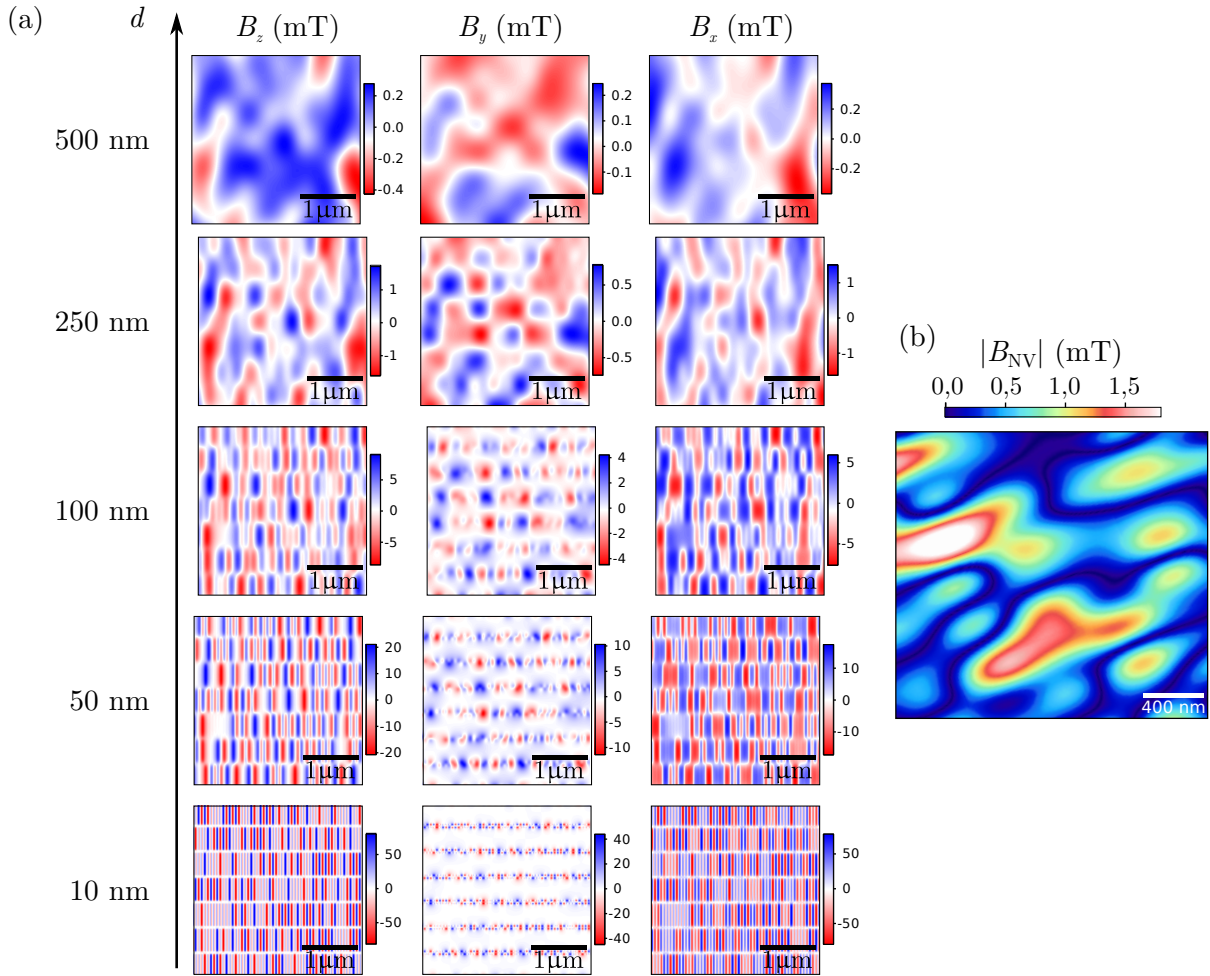 (a) d B_z (mT) B_y (mT) B_x (mT)
500 nm
0.2
0.0
-0.2
-0.4
1µm
0.2
0.1
0.0
-0.1
1µm
0.2
0.0
-0.2
1µm
250 nm
1
0
-1
1µm
0.5
0.0
-0.5
1µm
1
0
-1
1µm
(b)
|B_NV| (mT)
0,0 0,5 1,0 1,5
400 nm
100 nm
5
0
-5
1µm
4
2
0
-2
-4
1µm
5
0
-5
1µm
50 nm
20
10
0
-10
-20
1µm
10
5
0
-5
-10
1µm
10
0
-10
1µm
10 nm
50
0
-50
1µm
40
20
0
-20
-40
1µm
50
0
-50
1µm